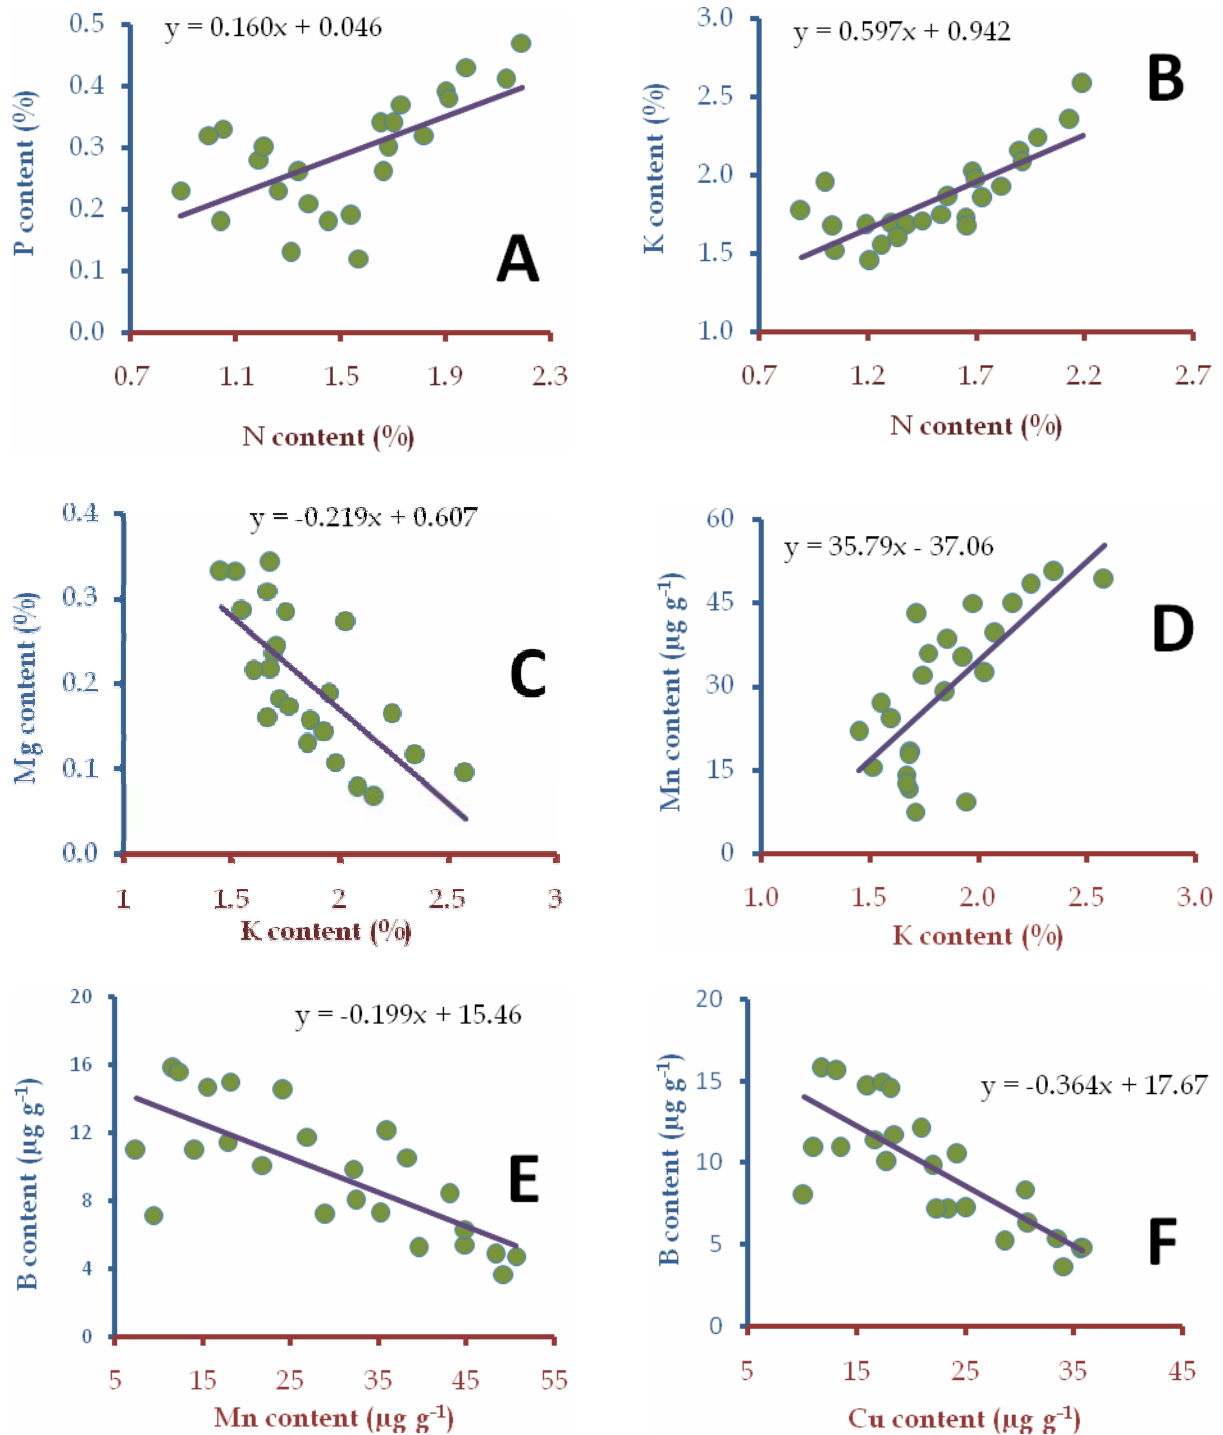 y = 0.160x + 0.046
P content (%)
0.5
0.4
0.3
0.2
0.1
0.0
A
0.7 1.1 1.5 1.9 2.3
N content (%)
y = 0.597x + 0.942
K content (%)
3.0
2.5
2.0
1.5
1.0
B
0.7 1.2 1.7 2.2 2.7
N content (%)
y = -0.219x + 0.607
Mg content (%)
0.4
0.3
0.2
0.1
0.0
C
1 1.5 2 2.5 3
K content (%)
y = 35.79x - 37.06
Mn content (µg g⁻¹)
60
45
30
15
0
D
1.0 1.5 2.0 2.5 3.0
K content (%)
y = -0.199x + 15.46
B content (µg g⁻¹)
20
16
12
8
4
0
E
5 15 25 35 45 55
Mn content (µg g⁻¹)
y = -0.364x + 17.67
B content (µg g⁻¹)
20
15
10
5
0
F
5 15 25 35 45
Cu content (µg g⁻¹)